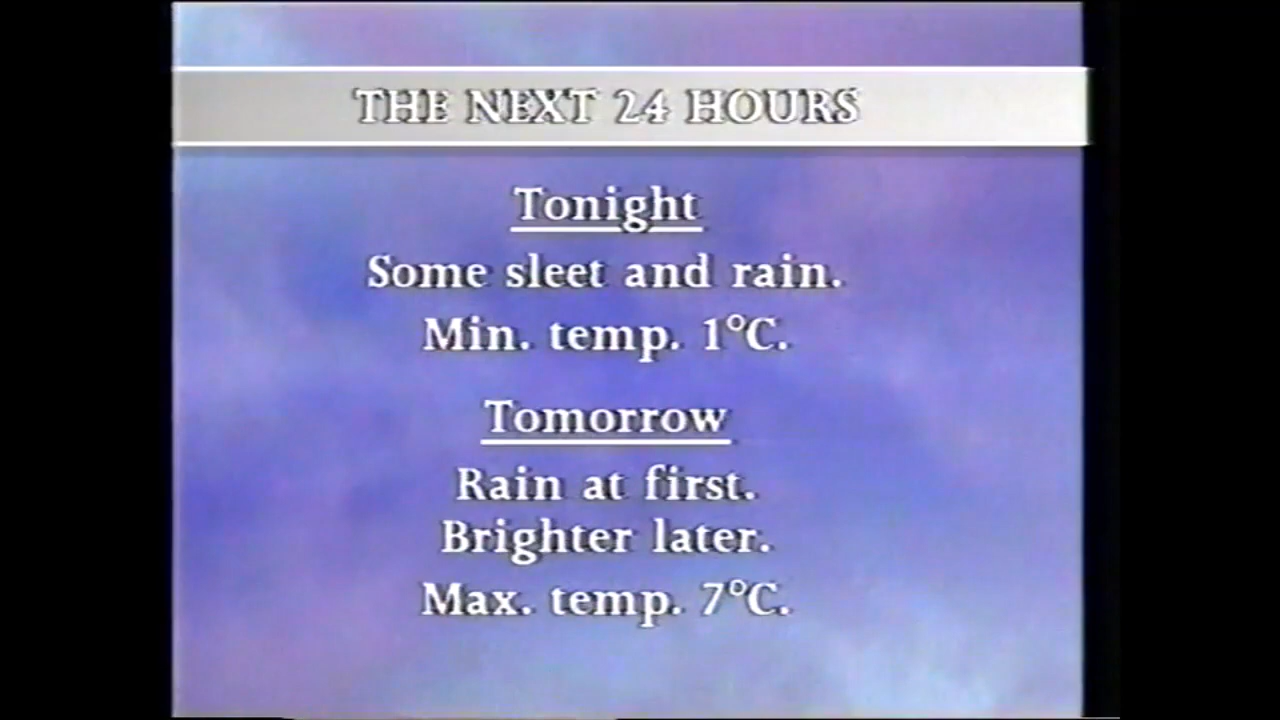 THE NEXT 24 HOURS
Tonight
Some sleet and rain.
Min. temp. 1°C.
Tomorrow
Rain at first.
Brighter later.
Max. temp. 7°C.